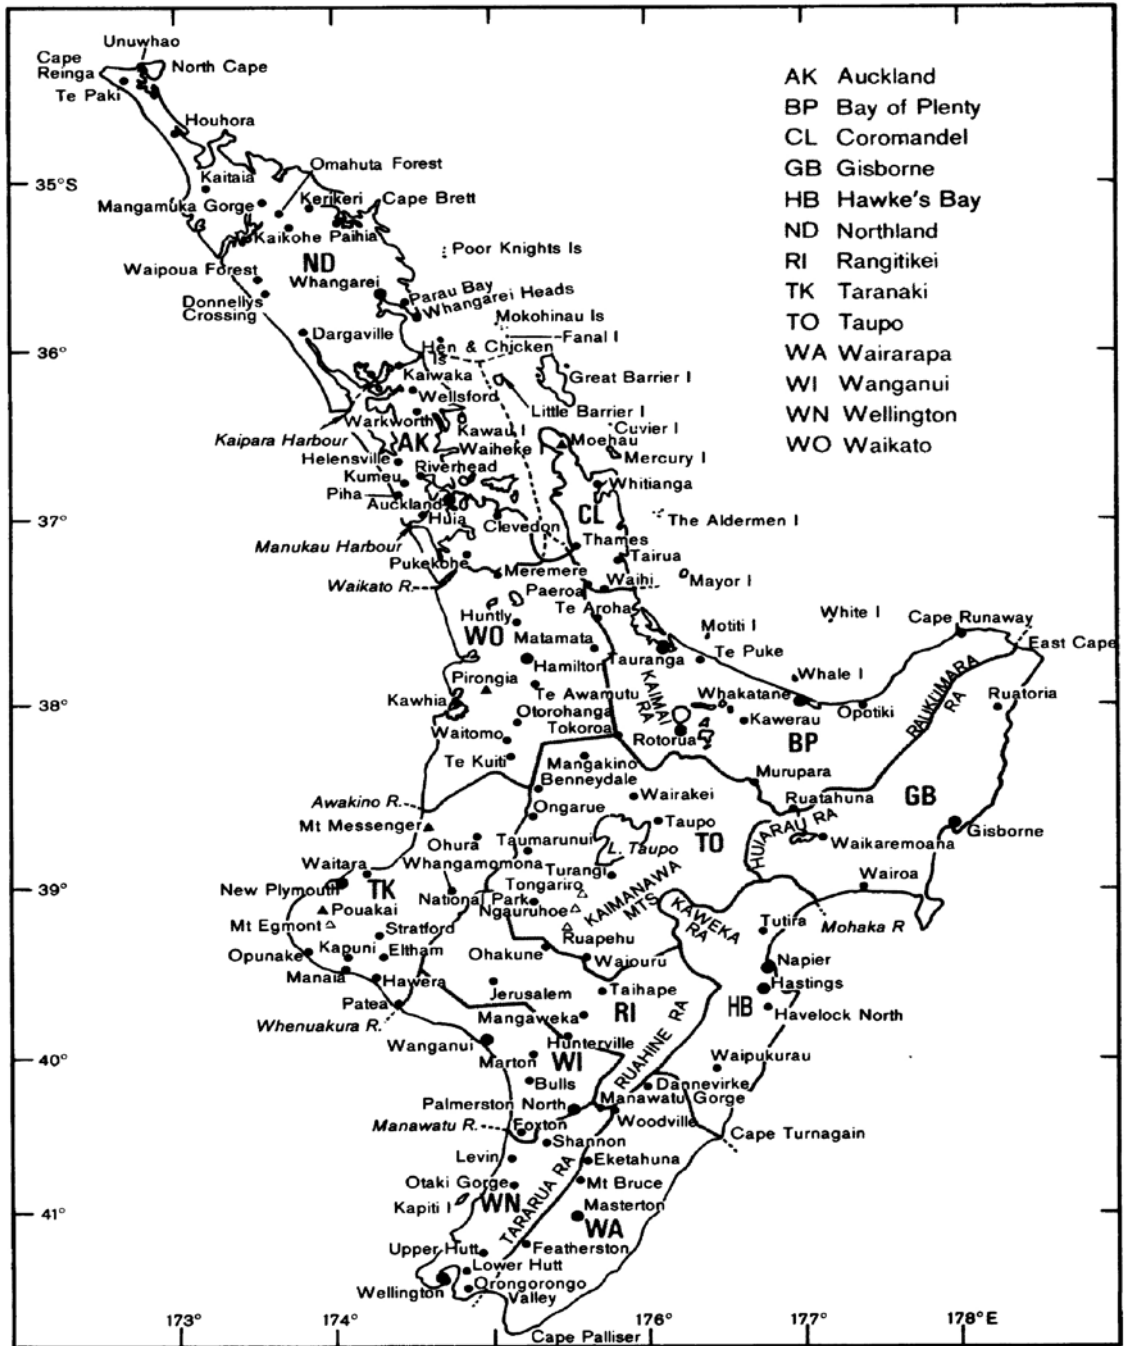 Unuwhao
Cape Reinga
North Cape
Te Paki
Houhora
Omahuta Forest
Kaitaia
Kerikeri
Cape Brett
Mangamuka Gorge
Kaikohe
Paihia
Poor Knights Is
ND
Waipoua Forest
Whangarei
Parau Bay
Whangarei Heads
Donnellys Crossing
Mokohinau Is
Dargaville
Fanal I
Hen & Chicken Is
Kaiwaka
Great Barrier I
Wellsford
Little Barrier I
Warkworth
Kawau I
Cuvier I
Kaipara Harbour
AK
Waiheke
Moehau
Mercury I
Helensville
Riverhead
Kumeu
Whitianga
Piha
Auckland
CL
Huia
Clevedon
The Aldermen I
Manukau Harbour
Thames
Tairua
Pukekohe
Meremere
Waikato R.
Paeroa
Waihi
Mayor I
Te Aroha
Huntly
WO
Matamata
Motiti I
White I
Cape Runaway
East Cape
Hamilton
Tauranga
Te Puke
Pirongia
Whale I
KAIMAI RA
Te Awamutu
Whakatane
RAUKUMARA RA
Ruatoria
Kawhia
Otorohanga
Kawerau
Opotiki
Waitomo
Tokoroa
Rotorua
BP
Te Kuiti
Mangakino
Murupara
Benneydale
Wairakei
Awakino R.
Ongarue
Ruatahuna
GB
Mt Messenger
Taupo
HUIARAU RA
Gisborne
Ohura
Taumarunui
L. Taupo
TO
Waikaremoana
Waitara
Whangamomona
Turangi
Wairoa
New Plymouth
TK
National Park
Tongariro
KAIMANAWA MTS
Pouakai
Ngauruhoe
KAWEKA RA
Mohaka R
Mt Egmont
Stratford
Ruapehu
Tutira
Opunake
Kapuni
Eltham
Ohakune
Waiouru
Napier
Manaia
Hawera
Jerusalem
Taihape
Hastings
Patea
Mangaweka
RI
HB
Havelock North
Whenuakura R.
Wanganui
Hunterville
RUAHINE RA
Marton
WI
Waipukurau
Bulls
Dannevirke
Palmerston North
Manawatu Gorge
Manawatu R.
Foxton
Woodville
Cape Turnagain
Shannon
Levin
Eketahuna
Otaki Gorge
Mt Bruce
Kapiti I
WN
TARARUA RA
Masterton
WA
Upper Hutt
Featherston
Lower Hutt
Wellington
Orongorongo Valley
Cape Palliser
AK Auckland
BP Bay of Plenty
CL Coromandel
GB Gisborne
HB Hawke's Bay
ND Northland
RI Rangitikei
TK Taranaki
TO Taupo
WA Wairarapa
WI Wanganui
WN Wellington
WO Waikato
35°S
36°
37°
38°
39°
40°
41°
173°
174°
176°
177°
178°E